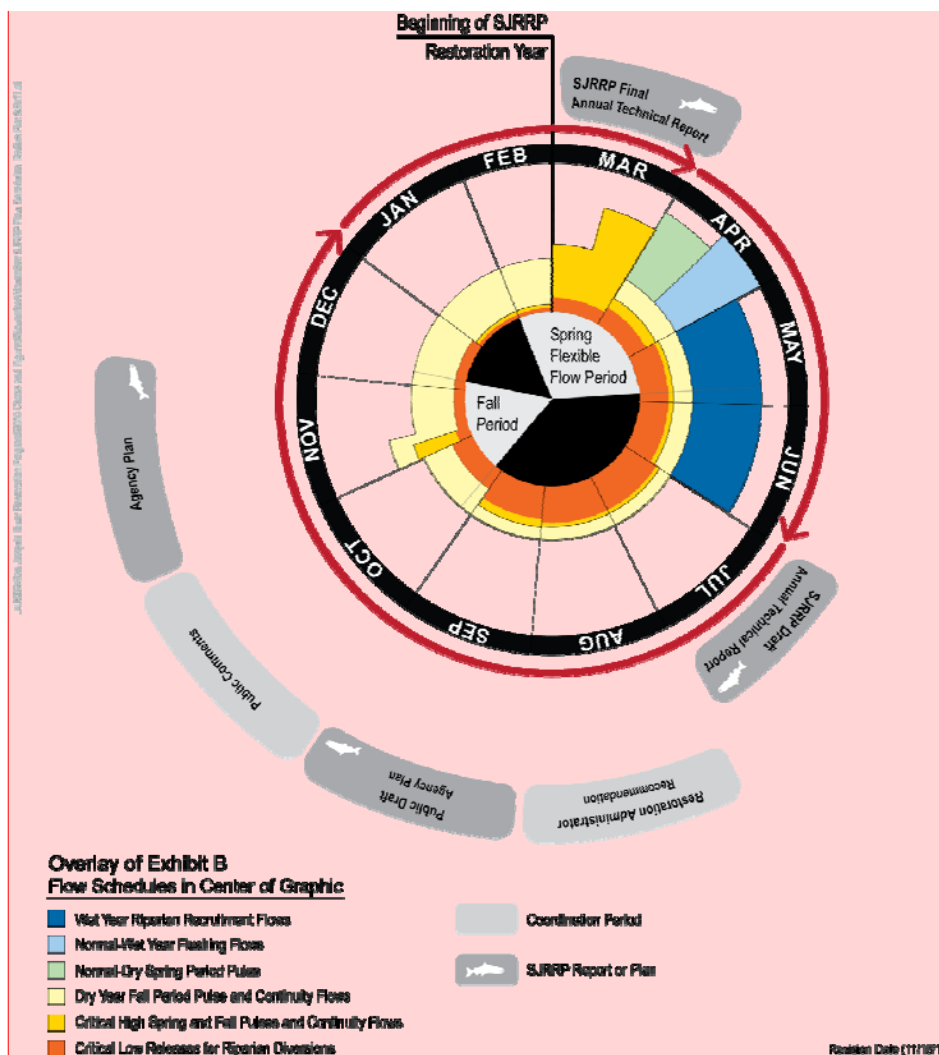 Beginning of SJRRP
Restoration Year
SJRRP Final
Annual Technical Report
JAN
FEB
MAR
APR
MAY
JUN
JUL
AUG
SEP
OCT
NOV
DEC
Spring
Flexible
Flow Period
Fall
Period
SJRRP Draft
Annual Technical Report
Restoration Administrator
Recommendation
Public Draft
Agency Plan
Public Comments
Agency Plan
Overlay of Exhibit B
Flow Schedules in Center of Graphic
Wet Year Riparian Recruitment Flows
Normal-Wet Year Flushing Flows
Normal-Dry Spring Period Pulse
Dry Year Fall Period Pulse and Continuity Flows
Critical High Spring and Fall Pulses and Continuity Flows
Critical Low Releases for Riparian Diversions
Coordination Period
SJRRP Report or Plan
Revision Date